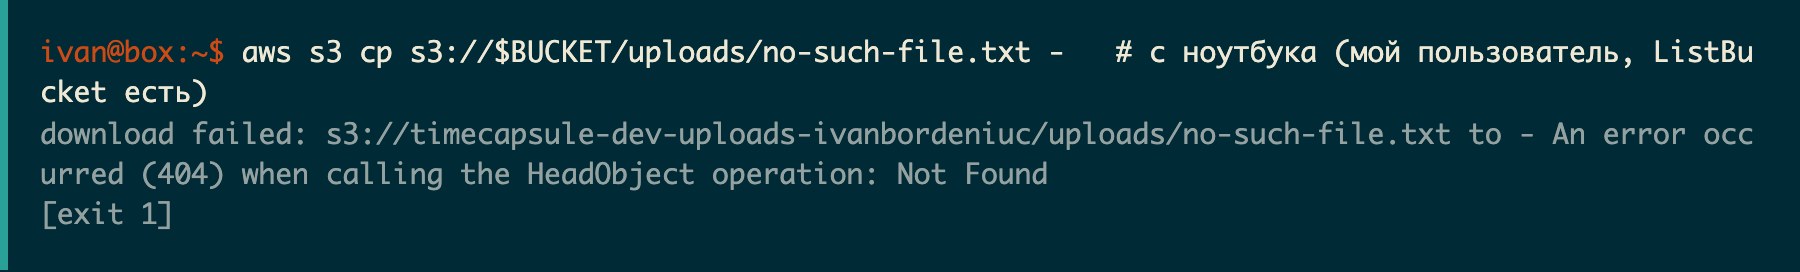 ivan@box:~$ aws s3 cp s3://$BUCKET/uploads/no-such-file.txt -   # с ноутбука (мой пользователь, ListBu
cket есть)
download failed: s3://timecapsule-dev-uploads-ivanbordeniuc/uploads/no-such-file.txt to - An error occ
urred (404) when calling the HeadObject operation: Not Found
[exit 1]